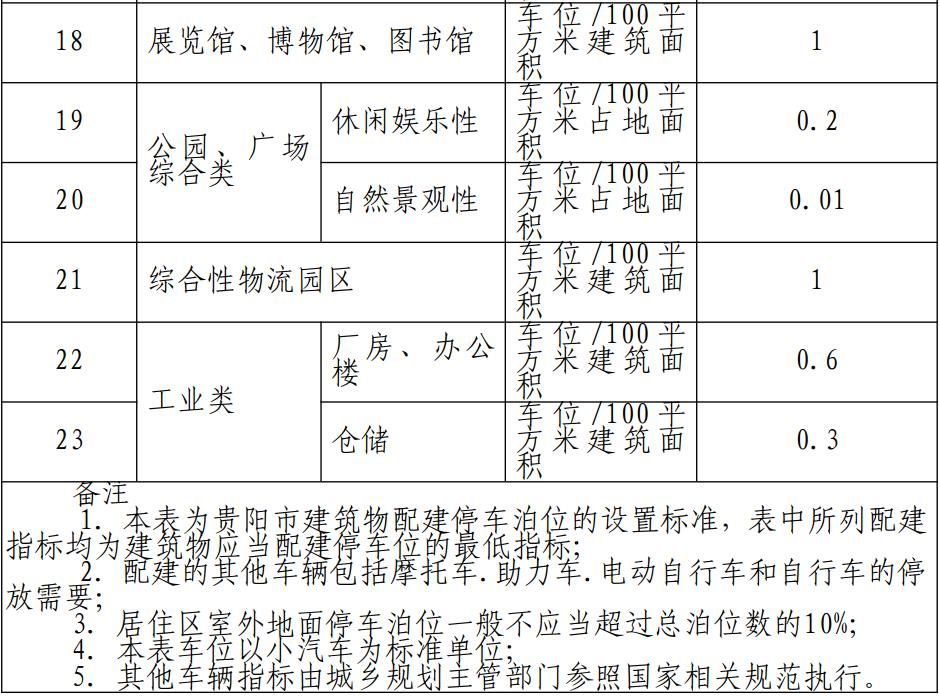 18 展览馆、博物馆、图书馆 车位/100平方米建筑面积 1
19 公园、广场综合类 休闲娱乐性 车位/100平方米占地面积 0.2
20 自然景观性 车位/100平方米占地面积 0.01
21 综合性物流园区 车位/100平方米建筑面积 1
22 工业类 厂房、办公楼 车位/100平方米建筑面积 0.6
23 仓储 车位/100平方米建筑面积 0.3
备注
1. 本表为贵阳市建筑物配建停车泊位的设置标准，表中所列配建
指标均为建筑物应当配建停车位的最低指标；
2. 配建的其他车辆包括摩托车.助力车.电动自行车和自行车的停
放需要；
3. 居住区室外地面停车泊位一般不应当超过总泊位数的10%；
4. 本表车位以小汽车为标准单位；
5. 其他车辆指标由城乡规划主管部门参照国家相关规范执行。